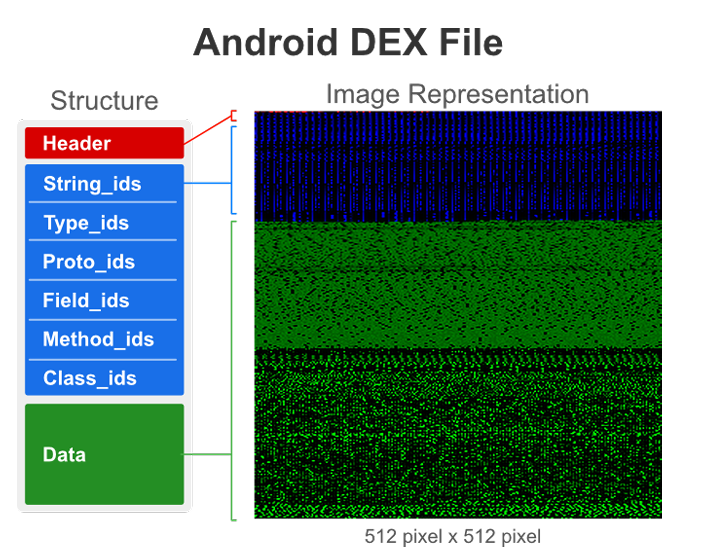 Android DEX File
Structure
Image Representation
Header
String_ids
Type_ids
Proto_ids
Field_ids
Method_ids
Class_ids
Data
512 pixel x 512 pixel